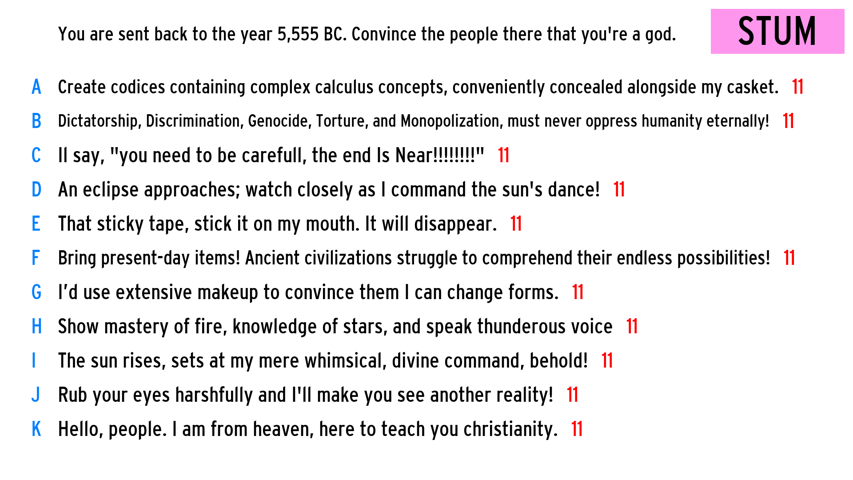 You are sent back to the year 5,555 BC. Convince the people there that you're a god.
STUM
A Create codices containing complex calculus concepts, conveniently concealed alongside my casket. 11
B Dictatorship, Discrimination, Genocide, Torture, and Monopolization, must never oppress humanity eternally! 11
C Il say, "you need to be carefull, the end Is Near!!!!!!!!" 11
D An eclipse approaches; watch closely as I command the sun's dance! 11
E That sticky tape, stick it on my mouth. It will disappear. 11
F Bring present-day items! Ancient civilizations struggle to comprehend their endless possibilities! 11
G I’d use extensive makeup to convince them I can change forms. 11
H Show mastery of fire, knowledge of stars, and speak thunderous voice 11
I The sun rises, sets at my mere whimsical, divine command, behold! 11
J Rub your eyes harshfully and I'll make you see another reality! 11
K Hello, people. I am from heaven, here to teach you christianity. 11